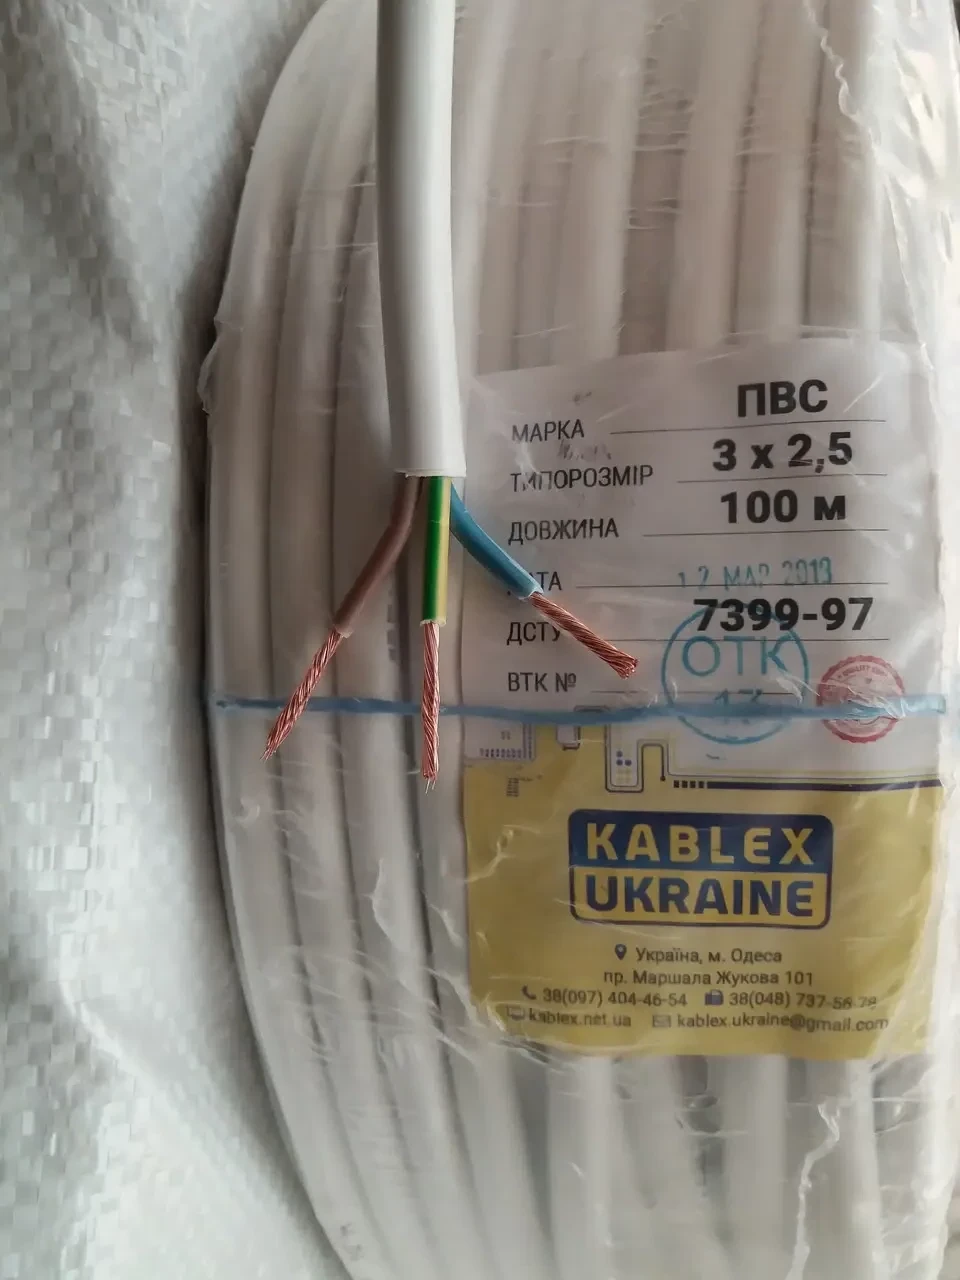 МАРКА ПВС
ТИПОРОЗМІР 3 x 2,5
ДОВЖИНА 100 м
12 МАР 2018
ДСТУ 7399-97
ВТК №
ОТК
17
KABLEX
UKRAINE
Україна, м. Одеса
пр. Маршала Жукова 101
38(097) 404-46-54 38(048) 737-56-78
kablex.net.ua kablex.ukraine@gmail.com